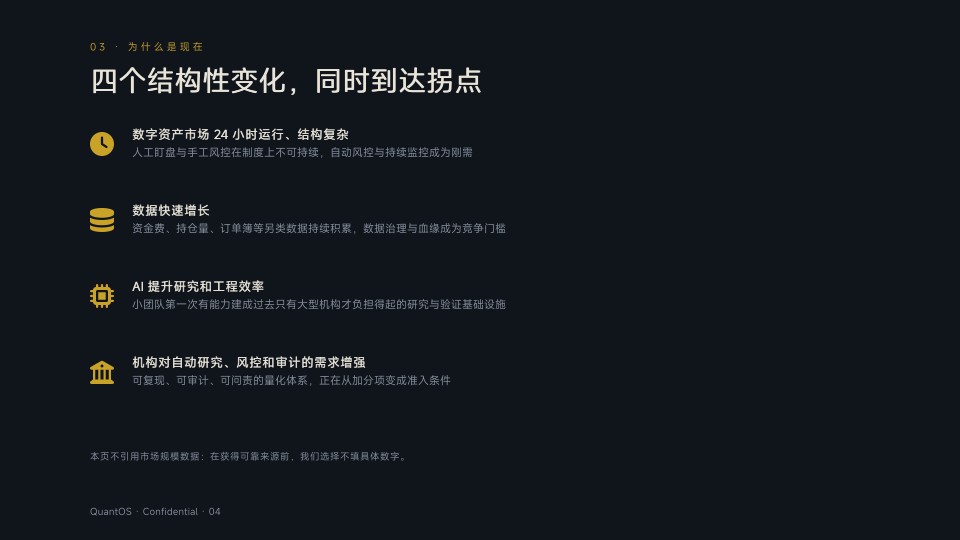 03 · 为什么是现在
四个结构性变化，同时到达拐点
数字资产市场 24 小时运行、结构复杂
人工盯盘与手工风控在制度上不可持续，自动风控与持续监控成为刚需
数据快速增长
资金费、持仓量、订单簿等另类数据持续积累，数据治理与血缘成为竞争门槛
AI 提升研究和工程效率
小团队第一次有能力建成过去只有大型机构才负担得起的研究与验证基础设施
机构对自动研究、风控和审计的需求增强
可复现、可审计、可问责的量化体系，正在从加分项变成准入条件
本页不引用市场规模数据：在获得可靠来源前，我们选择不填具体数字。
QuantOS · Confidential · 04